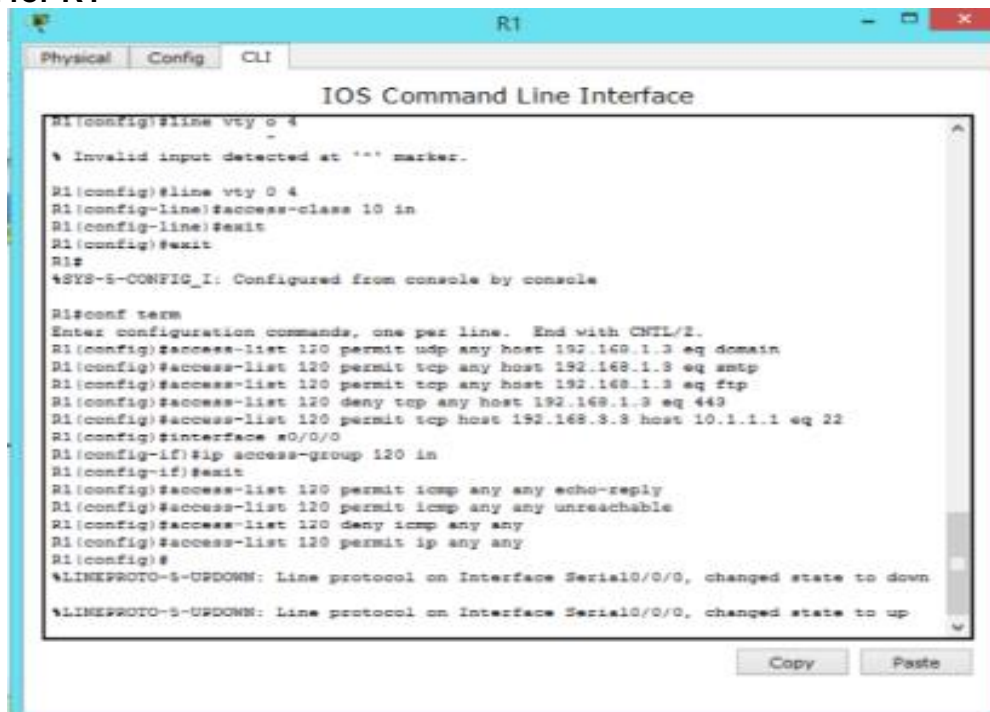 for R1
R1
Physical Config CLI
IOS Command Line Interface
R1(config)#line vty o 4
^
% Invalid input detected at '^' marker.
R1(config)#line vty 0 4
R1(config-line)#access-class 10 in
R1(config-line)#exit
R1(config)#exit
R1#
%SYS-5-CONFIG_I: Configured from console by console
R1#conf term
Enter configuration commands, one per line. End with CNTL/Z.
R1(config)#access-list 120 permit udp any host 192.168.1.3 eq domain
R1(config)#access-list 120 permit tcp any host 192.168.1.3 eq smtp
R1(config)#access-list 120 permit tcp any host 192.168.1.3 eq ftp
R1(config)#access-list 120 deny tcp any host 192.168.1.3 eq 443
R1(config)#access-list 120 permit tcp host 192.168.3.3 host 10.1.1.1 eq 22
R1(config)#interface s0/0/0
R1(config-if)#ip access-group 120 in
R1(config-if)#exit
R1(config)#access-list 120 permit icmp any any echo-reply
R1(config)#access-list 120 permit icmp any any unreachable
R1(config)#access-list 120 deny icmp any any
R1(config)#access-list 120 permit ip any any
R1(config)#
%LINEPROTO-5-UPDOWN: Line protocol on Interface Serial0/0/0, changed state to down
%LINEPROTO-5-UPDOWN: Line protocol on Interface Serial0/0/0, changed state to up
Copy Paste